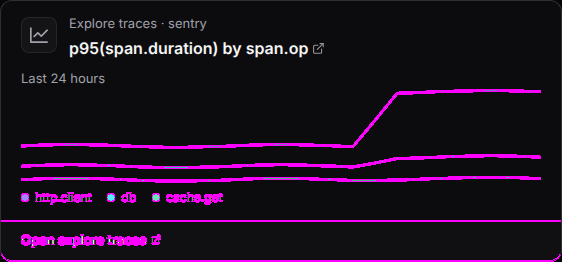 Explore traces · sentry
p95(span.duration) by span.op
Last 24 hours
http.client db cache.get
Open explore traces